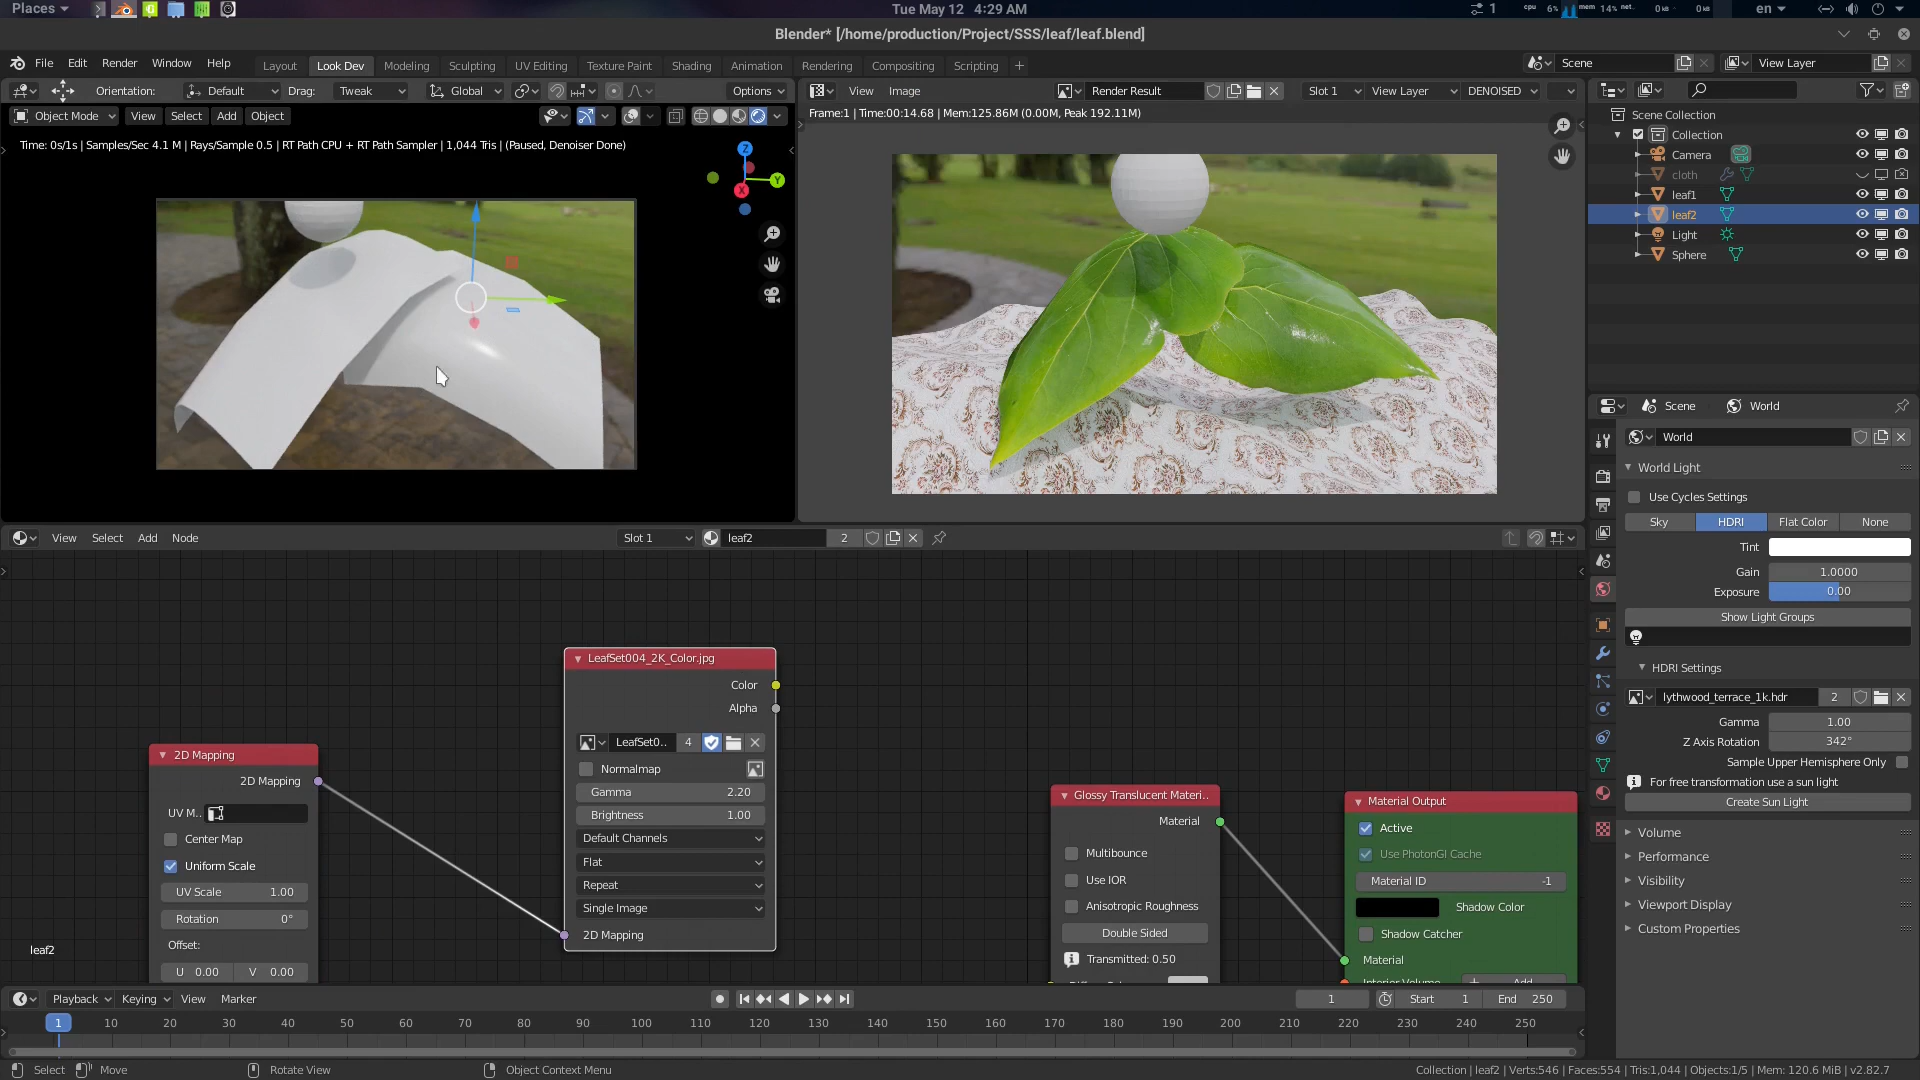 Places
Tue May 12 4:29 AM
1 cpu 6% mem 14% net. 0kB 0kB en
Blender* [/home/production/Project/SSS/leaf/leaf.blend]
File Edit Render Window Help
Layout Look Dev Modeling Sculpting UV Editing Texture Paint Shading Animation Rendering Compositing Scripting +
Scene
View Layer
Orientation: Default Drag: Tweak Global Options
Image View Image Render Result Slot 1 View Layer DENOISED
Object Mode View Select Add Object
Frame:1 | Time:00:14.68 | Mem:125.86M (0.00M, Peak 192.11M)
Time: 0s/1s | Samples/Sec 4.1 M | Rays/Sample 0.5 | RT Path CPU + RT Path Sampler | 1,044 Tris | (Paused, Denoiser Done)
Z
Y
X
Scene Collection
Collection
Camera
cloth
leaf1
leaf2
Light
Sphere
Scene World
World
World Light
Use Cycles Settings
Sky HDRI Flat Color None
Tint
Gain 1.0000
Exposure 0.00
Show Light Groups
HDRI Settings
lythwood_terrace_1k.hdr 2
Gamma 1.00
Z Axis Rotation 342°
Sample Upper Hemisphere Only
For free transformation use a sun light
Create Sun Light
Volume
Performance
Visibility
Viewport Display
Custom Properties
View Select Add Node Slot 1 leaf2 2
LeafSet004_2K_Color.jpg
Color
Alpha
LeafSet0.. 4
Normalmap
Gamma 2.20
Brightness 1.00
Default Channels
Flat
Repeat
Single Image
2D Mapping
2D Mapping
2D Mapping
UV M..
Center Map
Uniform Scale
UV Scale 1.00
Rotation 0°
Offset:
U 0.00 V 0.00
Glossy Translucent Materi..
Material
Multibounce
Use IOR
Anisotropic Roughness
Double Sided
Transmitted: 0.50
Material Output
Active
Use PhotonGI Cache
Material ID -1
Shadow Color
Shadow Catcher
Material
leaf2
Playback Keying View Marker
1 Start 1 End 250
1 10 20 30 40 50 60 70 80 90 100 110 120 130 140 150 160 170 180 190 200 210 220 230 240 250
Select Move Rotate View Object Context Menu
Collection | leaf2 | Verts:546 | Faces:554 | Tris:1,044 | Objects:1/5 | Mem: 120.6 MiB | v2.82.7